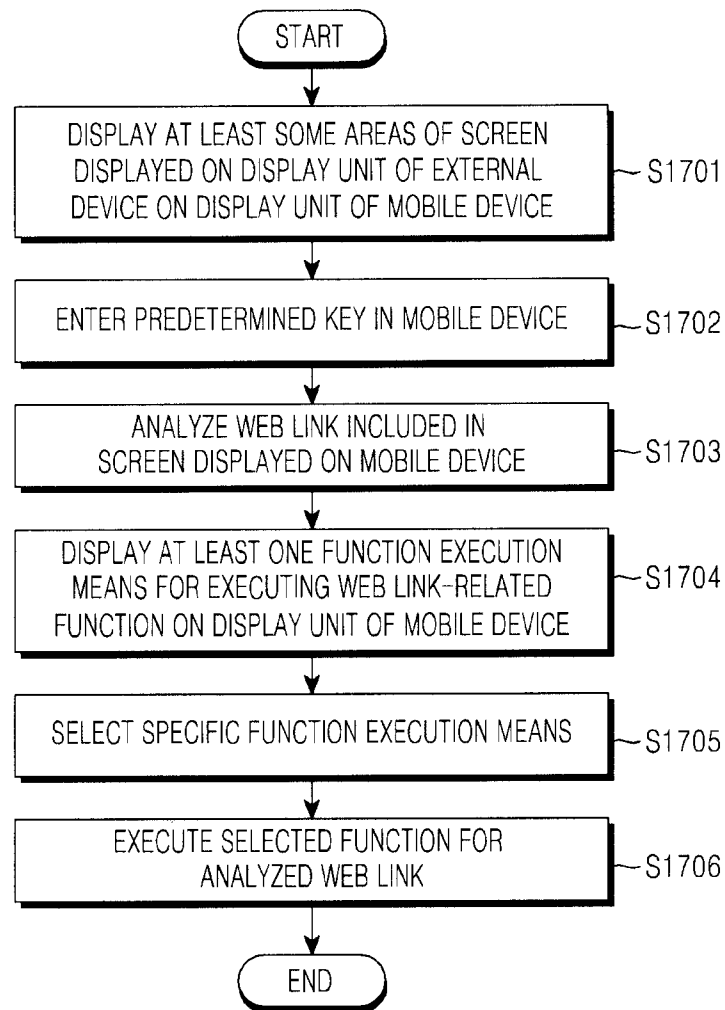 START
DISPLAY AT LEAST SOME AREAS OF SCREEN
DISPLAYED ON DISPLAY UNIT OF EXTERNAL
DEVICE ON DISPLAY UNIT OF MOBILE DEVICE
S1701
ENTER PREDETERMINED KEY IN MOBILE DEVICE
S1702
ANALYZE WEB LINK INCLUDED IN
SCREEN DISPLAYED ON MOBILE DEVICE
S1703
DISPLAY AT LEAST ONE FUNCTION EXECUTION
MEANS FOR EXECUTING WEB LINK-RELATED
FUNCTION ON DISPLAY UNIT OF MOBILE DEVICE
S1704
SELECT SPECIFIC FUNCTION EXECUTION MEANS
S1705
EXECUTE SELECTED FUNCTION FOR
ANALYZED WEB LINK
S1706
END